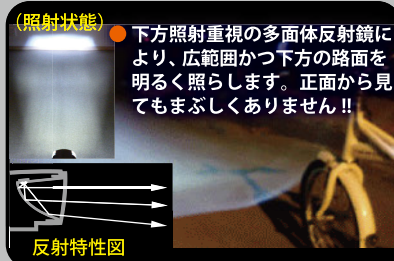 (照射状態)
●下方照射重視の多面体反射鏡に
より、広範囲かつ下方の路面を
明るく照らします。正面から見
てもまぶしくありません!!
反射特性図